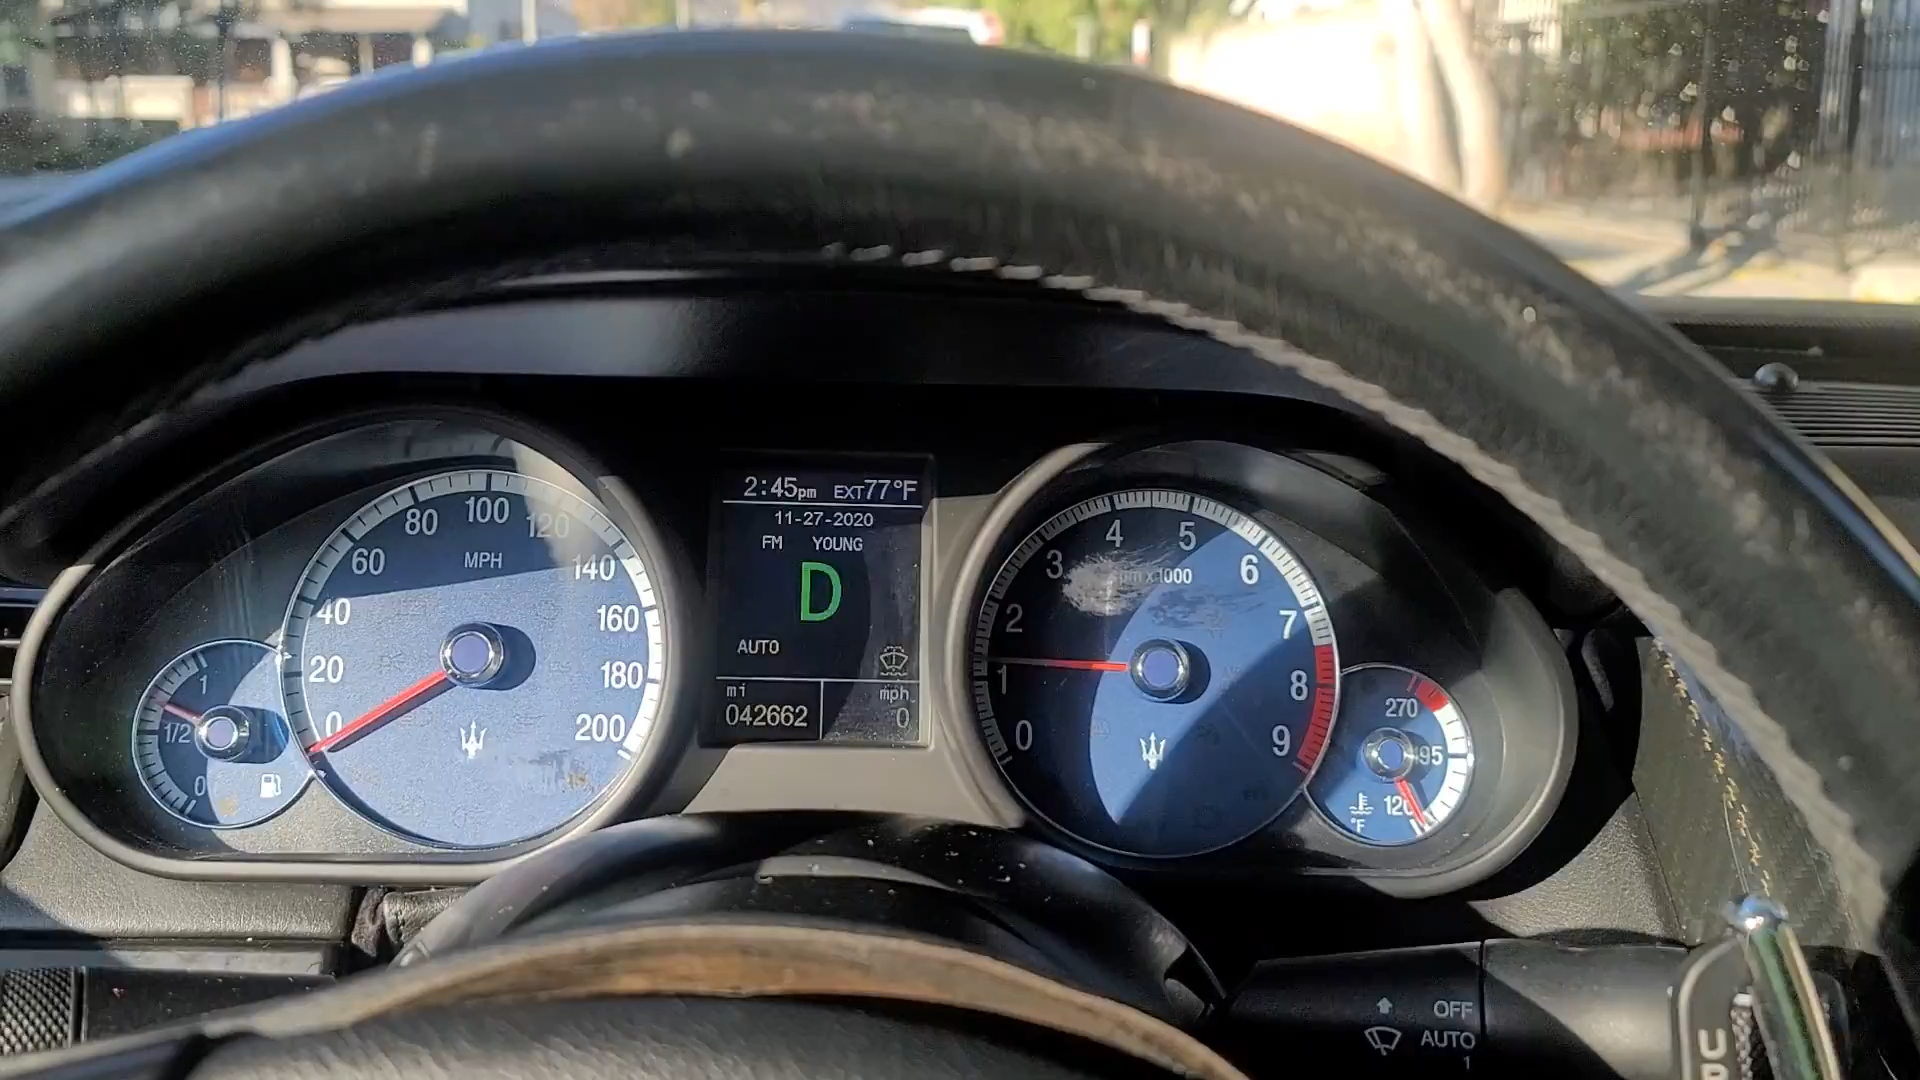 2:45pm EXT77°F
11-27-2020
FM YOUNG
D
AUTO
mi
042662
mph
0
0
20
40
60
80
100
120
140
160
180
200
MPH
1
1/2
0
0
1
2
3
4
5
6
7
8
9
x1000
270
195
120
°F
OFF
AUTO
1
UP